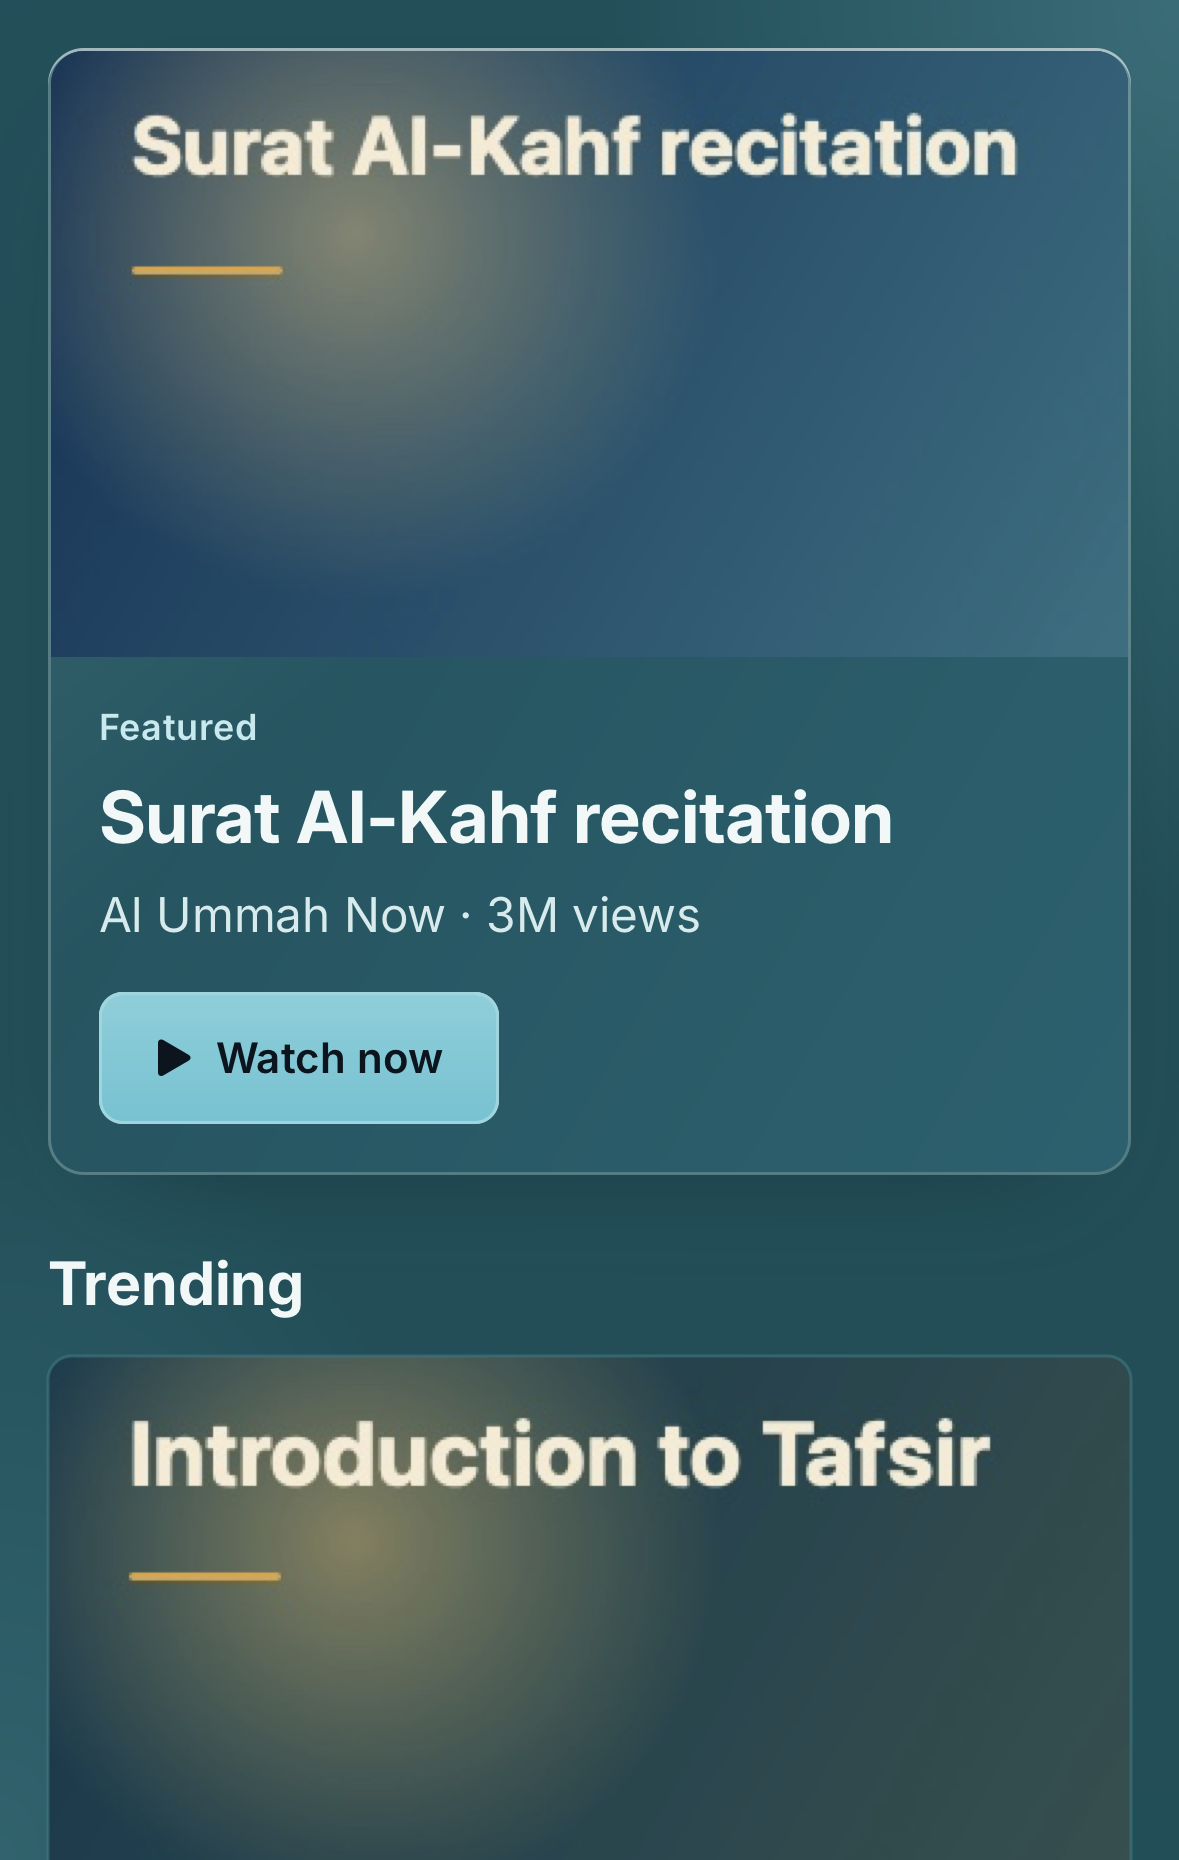 Surat Al-Kahf recitation
Featured
Surat Al-Kahf recitation
Al Ummah Now · 3M views
Watch now
Trending
Introduction to Tafsir